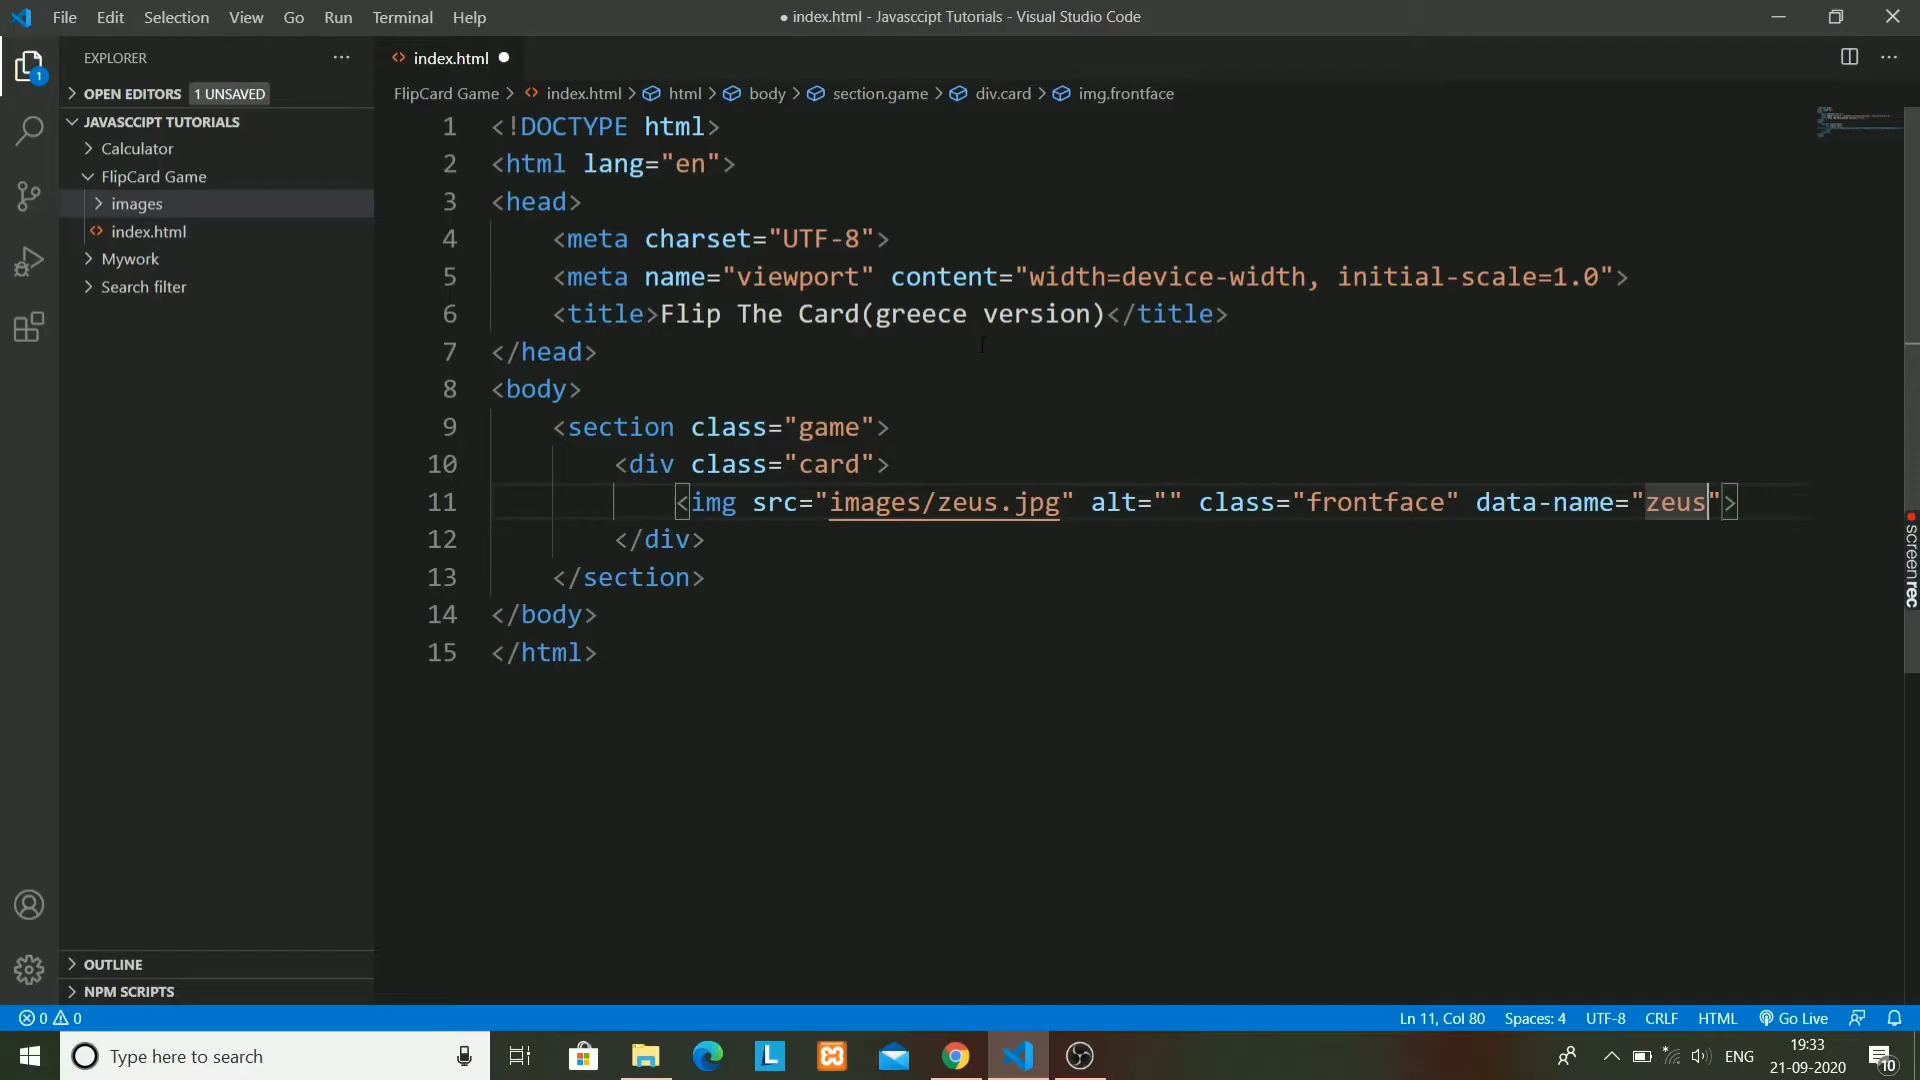 File Edit Selection View Go Run Terminal Help
● index.html - Javasccipt Tutorials - Visual Studio Code
EXPLORER
index.html
1
OPEN EDITORS 1 UNSAVED
FlipCard Game > index.html > html > body > section.game > div.card > img.frontface
JAVASCCIPT TUTORIALS
Calculator
FlipCard Game
images
index.html
Mywork
Search filter
1 <!DOCTYPE html>
2 <html lang="en">
3 <head>
4 <meta charset="UTF-8">
5 <meta name="viewport" content="width=device-width, initial-scale=1.0">
6 <title>Flip The Card(greece version)</title>
7 </head>
8 <body>
9 <section class="game">
10 <div class="card">
11 <img src="images/zeus.jpg" alt="" class="frontface" data-name="zeus">
12 </div>
13 </section>
14 </body>
15 </html>
screenrec
OUTLINE
NPM SCRIPTS
0 0
Ln 11, Col 80 Spaces: 4 UTF-8 CRLF HTML Go Live
Type here to search
L
ENG
19:33
21-09-2020
10